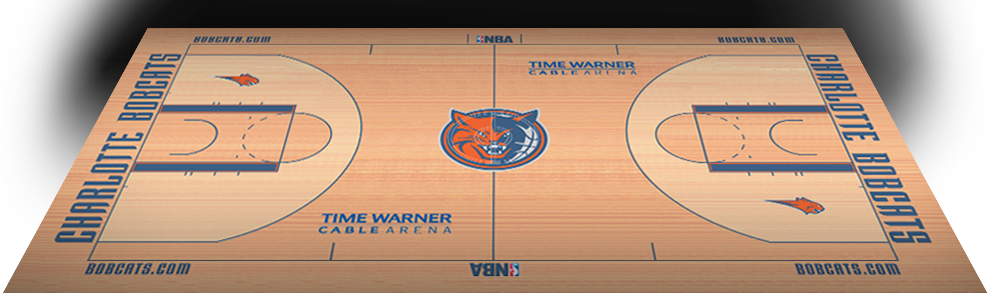 BOBCATS.COM
NBA
BOBCATS.COM
TIME WARNER
CABLE ARENA
CHARLOTTE BOBCATS
CHARLOTTE BOBCATS
TIME WARNER
CABLE ARENA
BOBCATS.COM
NBA
BOBCATS.COM